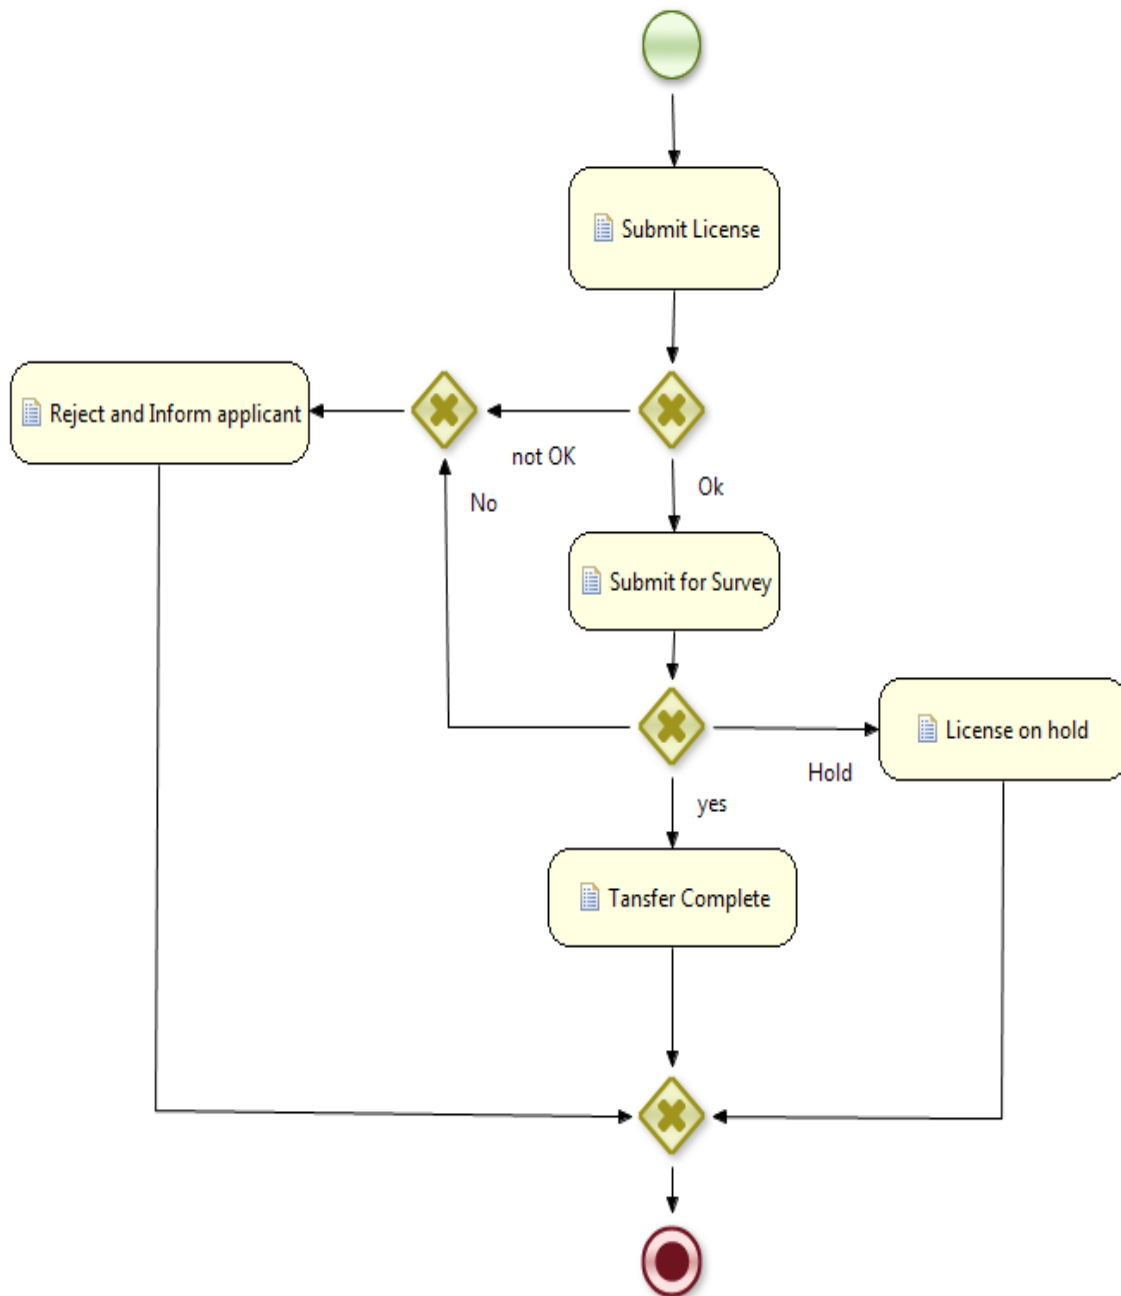 Submit License
Reject and Inform applicant
not OK
Ok
No
Submit for Survey
License on hold
Hold
yes
Tansfer Complete